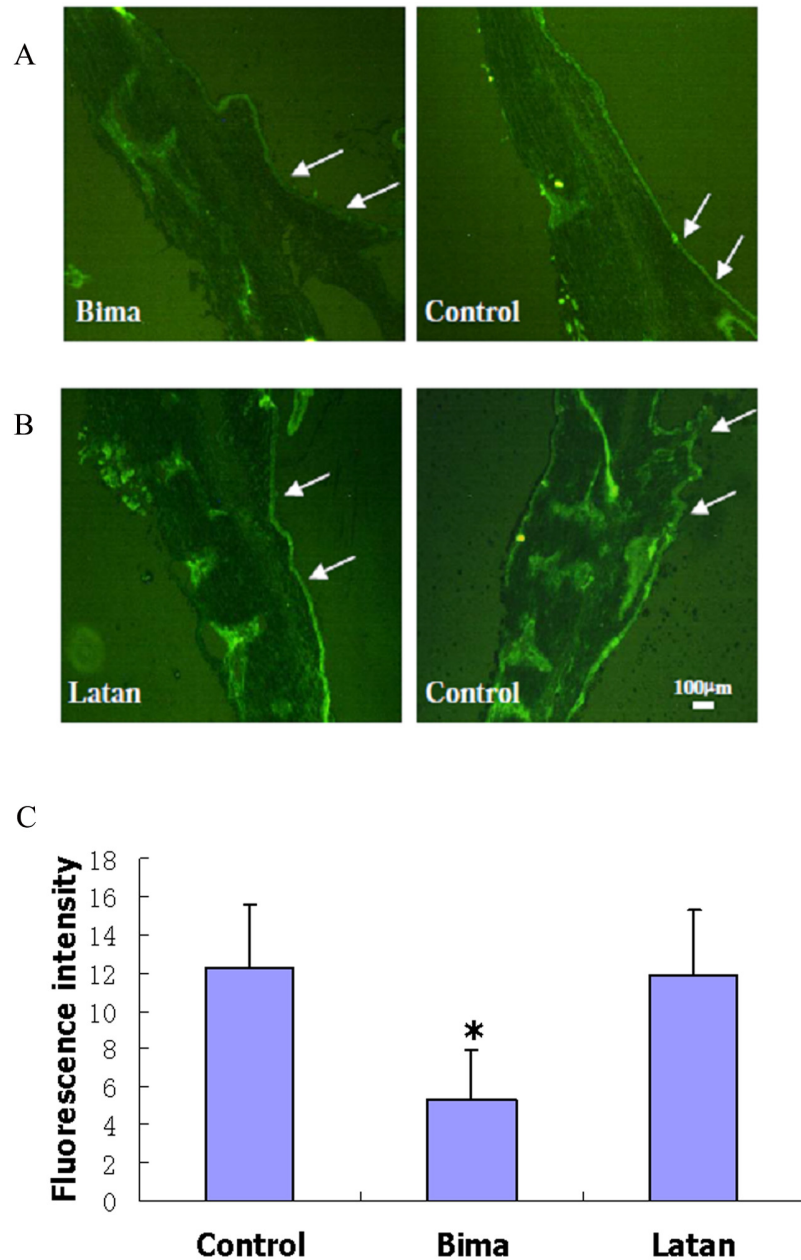 A
Bima
Control
B
Latan
Control
100µm
C
Fluorescence intensity
18
16
14
12
10
8
6
4
2
0
*
Control
Bima
Latan